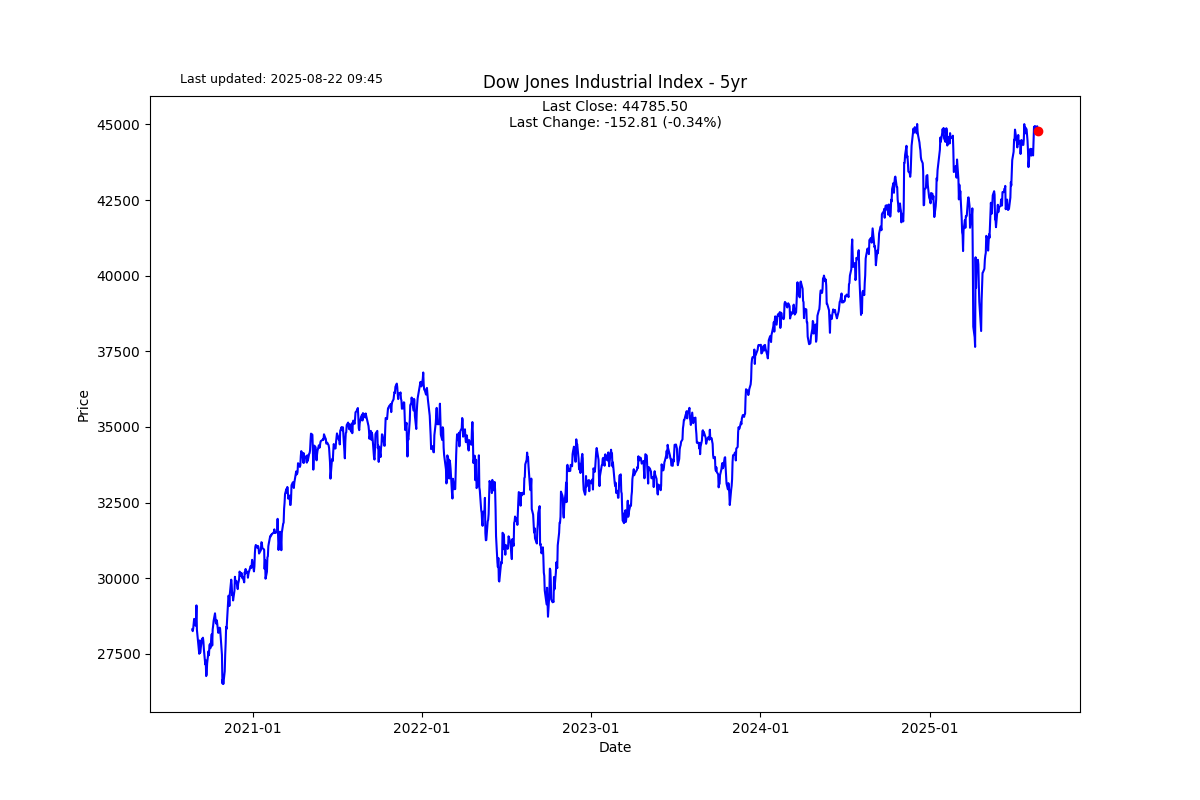 Last updated: 2025-08-22 09:45
Dow Jones Industrial Index - 5yr
Last Close: 44785.50
Last Change: -152.81 (-0.34%)
45000
42500
40000
37500
35000
32500
30000
27500
Price
2021-01
2022-01
2023-01
2024-01
2025-01
Date